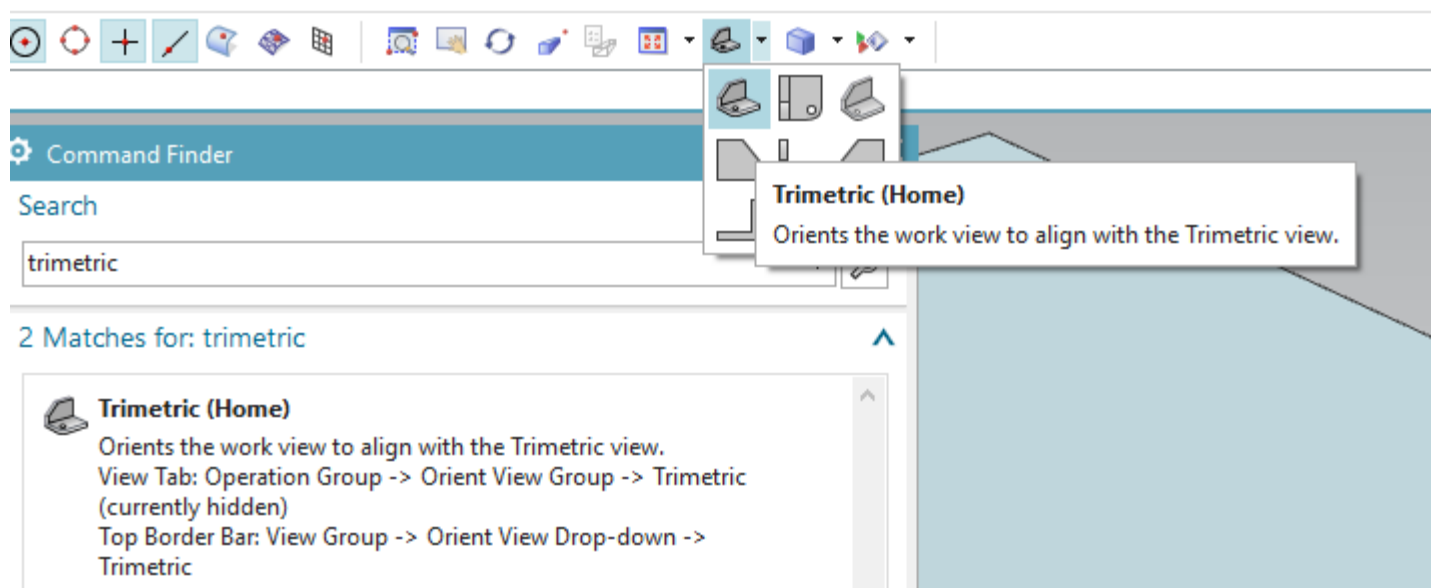 Command Finder
Search
trimetric
Trimetric (Home)
Orients the work view to align with the Trimetric view.
2 Matches for: trimetric
Trimetric (Home)
Orients the work view to align with the Trimetric view.
View Tab: Operation Group -> Orient View Group -> Trimetric
(currently hidden)
Top Border Bar: View Group -> Orient View Drop-down ->
Trimetric